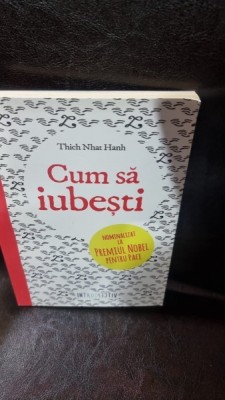 Thich Nhat Hanh
Cum să
iubești
NOMINALIZAT
LA
PREMIUL NOBEL
PENTRU PACE